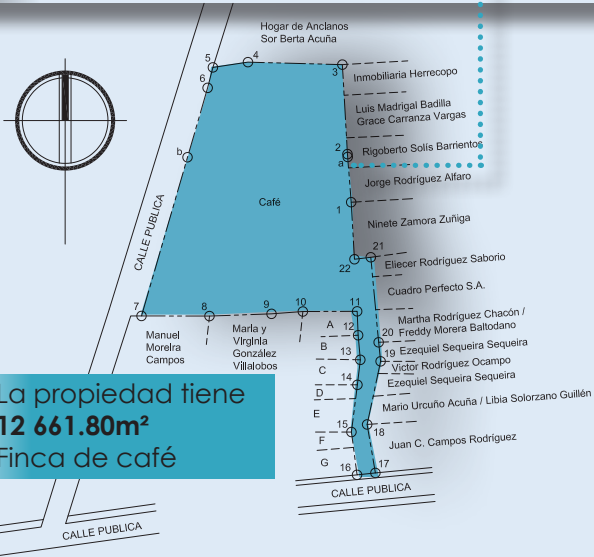 Hogar de Anclanos
Sor Berta Acuña
5
4
3
6
Inmobiliaria Herrecopo
Luis Madrigal Badilla
Grace Carranza Vargas
b
2
a
Rigoberto Solís Barrientos
Jorge Rodríguez Alfaro
Café
1
Ninete Zamora Zuñiga
CALLE PUBLICA
21
22
Eliecer Rodríguez Saborio
Cuadro Perfecto S.A.
7
8
9
10
11
Manuel
Morelra
Campos
Marla y
VIrgInla
González
Villalobos
A
12
B
13
C
14
D
E
15
F
G
16
Martha Rodríguez Chacón /
Freddy Morera Baltodano
20
Ezequiel Sequeira Sequeira
19
Victor Rodríguez Ocampo
Ezequiel Sequeira Sequeira
Mario Urcuño Acuña / Libia Solorzano Guillén
18
Juan C. Campos Rodríguez
17
La propiedad tiene
12 661.80m²
Finca de café
CALLE PUBLICA
CALLE PUBLICA